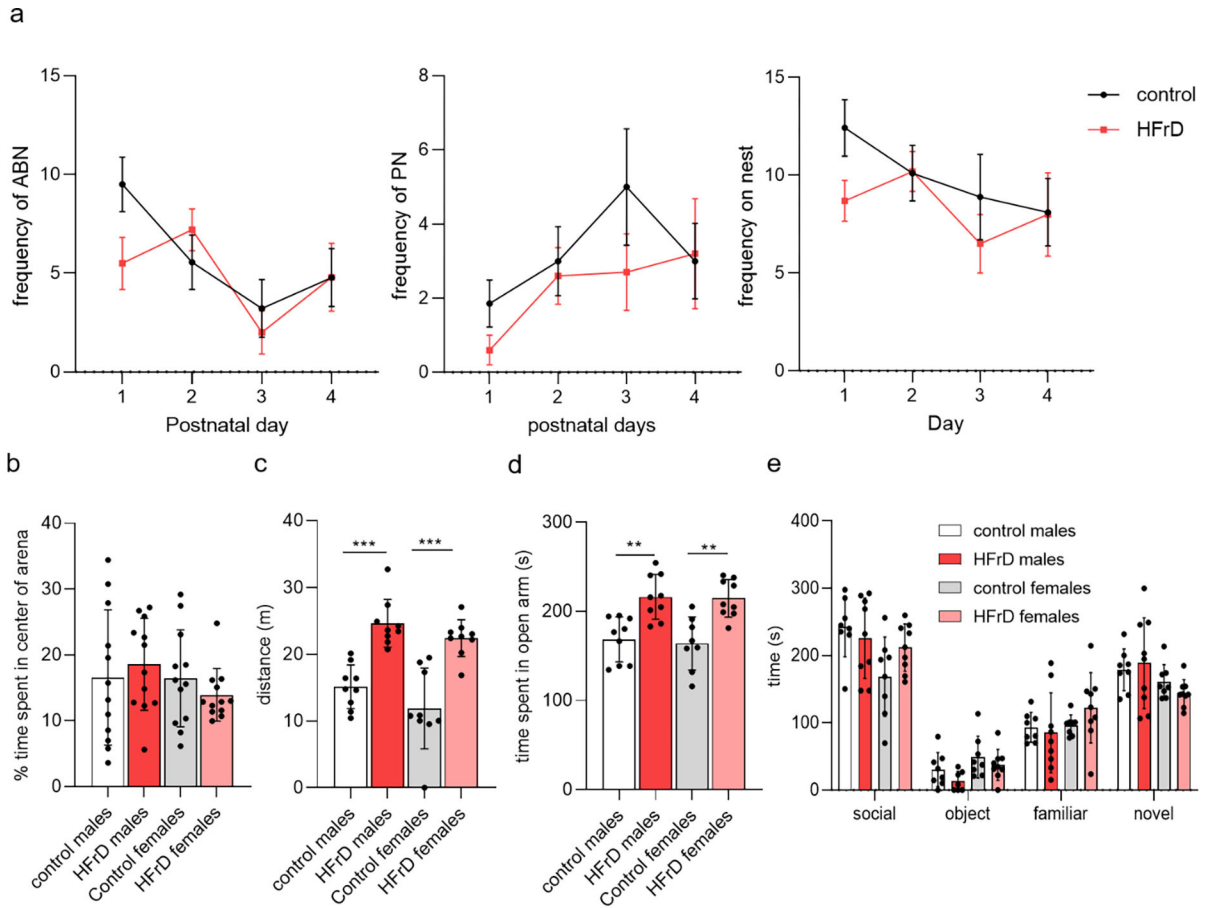 a
frequency of ABN
15
10
5
0
1 2 3 4
Postnatal day
frequency of PN
8
6
4
2
0
1 2 3 4
postnatal days
frequency on nest
15
10
5
0
1 2 3 4
Day
control
HFrD
b
% time spent in center of arena
40
30
20
10
0
control males
HFrD males
Control females
HFrD females
c
distance (m)
40
30
20
10
0
***
***
control males
HFrD males
Control females
HFrD females
d
time spent in open arm (s)
300
200
100
0
**
**
control males
HFrD males
Control females
HFrD females
e
time (s)
400
300
200
100
0
control males
HFrD males
control females
HFrD females
social object familiar novel